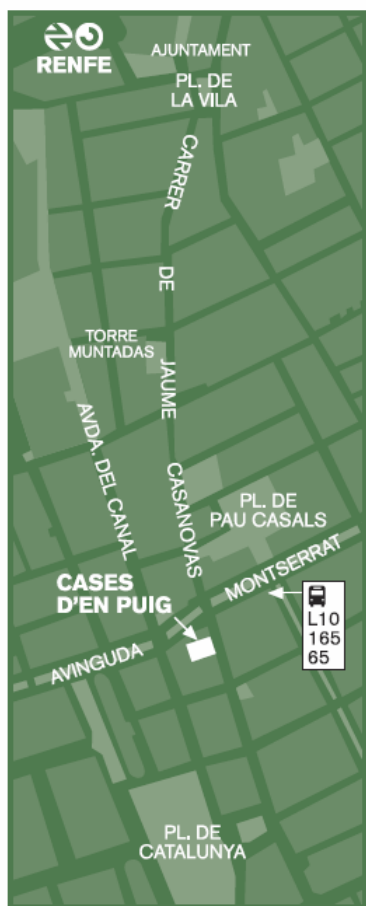 RENFE
AJUNTAMENT
PL. DE
LA VILA
CARRER DE JAUME CASANOVAS
TORRE
MUNTADAS
AVDA. DEL CANAL
PL. DE
PAU CASALS
CASES
D'EN PUIG
AVINGUDA MONTSERRAT
L10
165
65
PL. DE
CATALUNYA